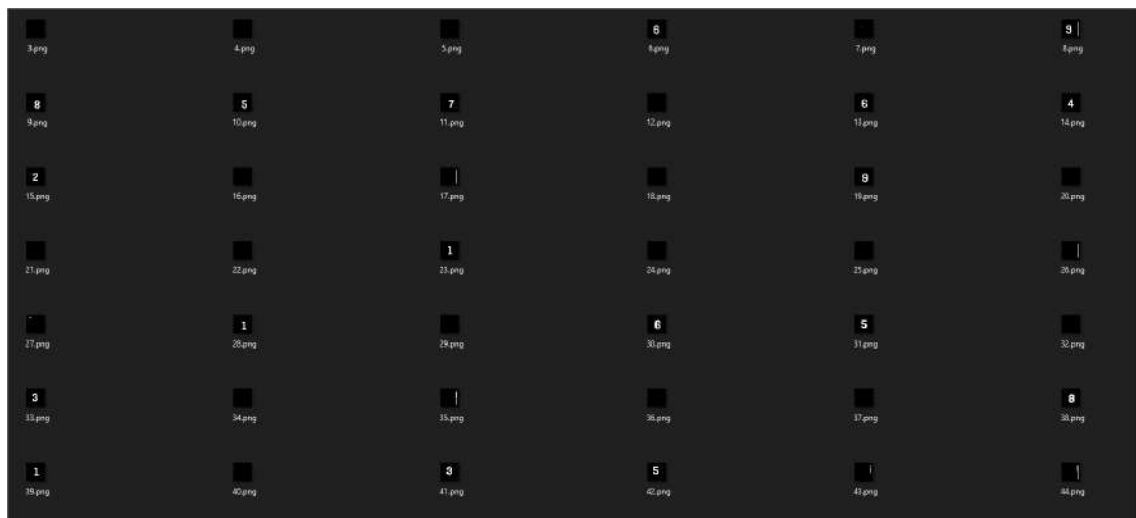 6 9
3.png 4.png 5.png 6.png 7.png 8.png
8 5 7 6 4
9.png 10.png 11.png 12.png 13.png 14.png
2 9
15.png 16.png 17.png 18.png 19.png 20.png
1
21.png 22.png 23.png 24.png 25.png 26.png
1 6 5
27.png 28.png 29.png 30.png 31.png 32.png
3 8
33.png 34.png 35.png 36.png 37.png 38.png
1 3 5
39.png 40.png 41.png 42.png 43.png 44.png